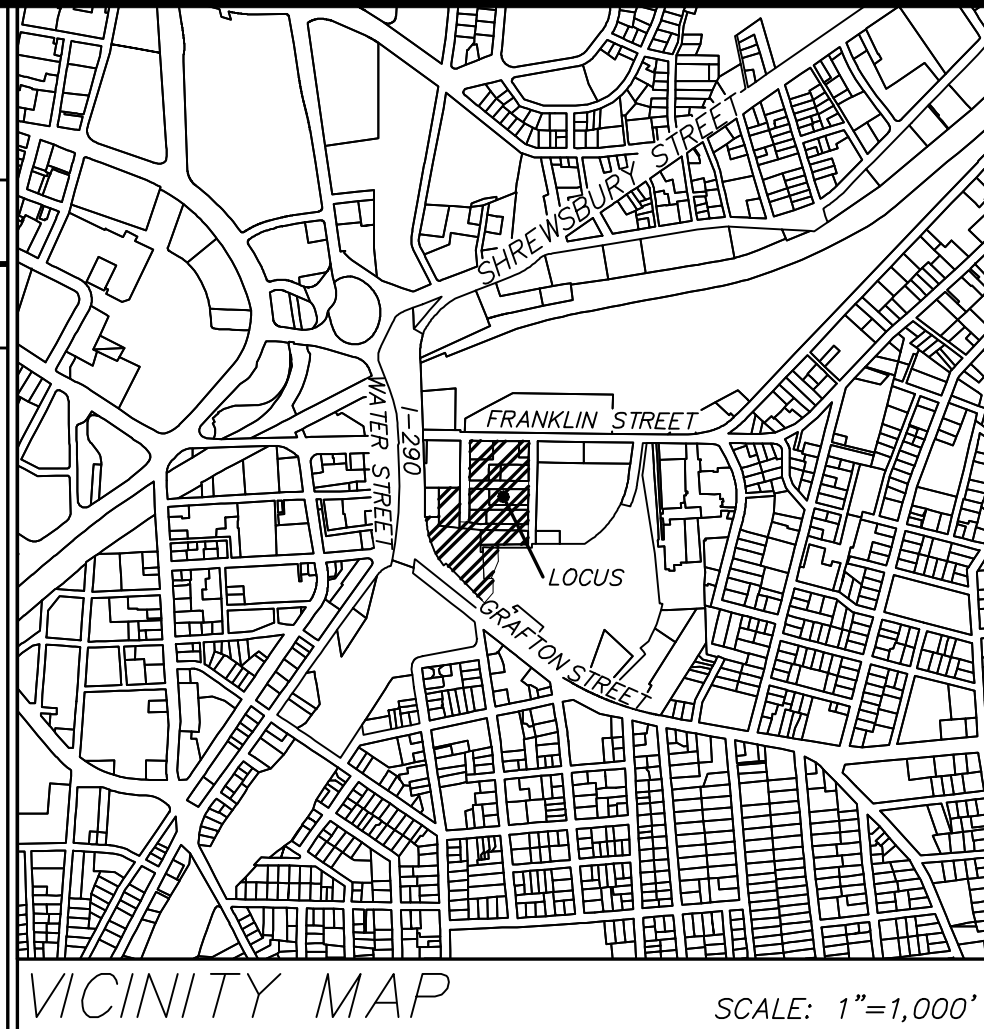 SHREWSBURY STREET
FRANKLIN STREET
WATER STREET
I-290
LOCUS
GRAFTON STREET
VICINITY MAP
SCALE: 1"=1,000'